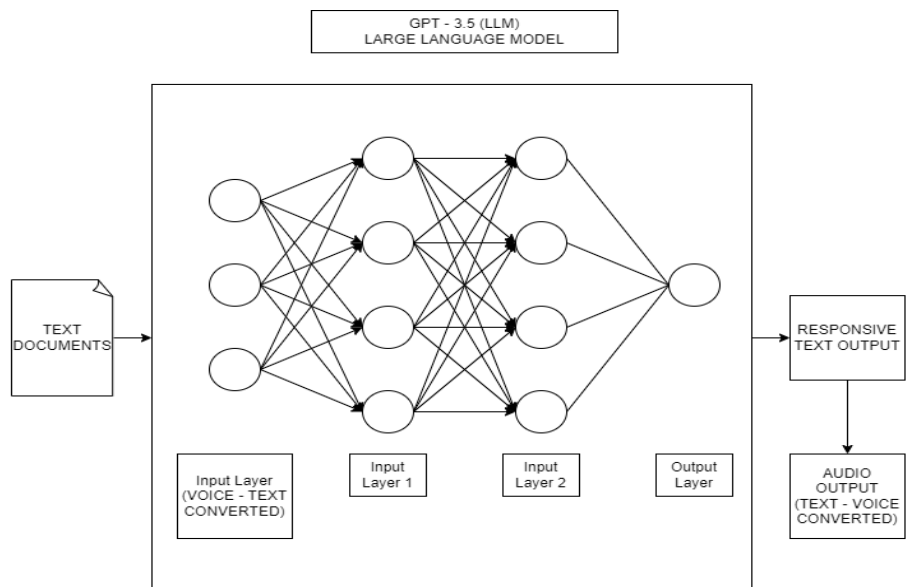 GPT - 3.5 (LLM)
LARGE LANGUAGE MODEL
TEXT
DOCUMENTS
Input Layer
(VOICE - TEXT
CONVERTED)
Input
Layer 1
Input
Layer 2
Output
Layer
RESPONSIVE
TEXT OUTPUT
AUDIO
OUTPUT
(TEXT - VOICE
CONVERTED)